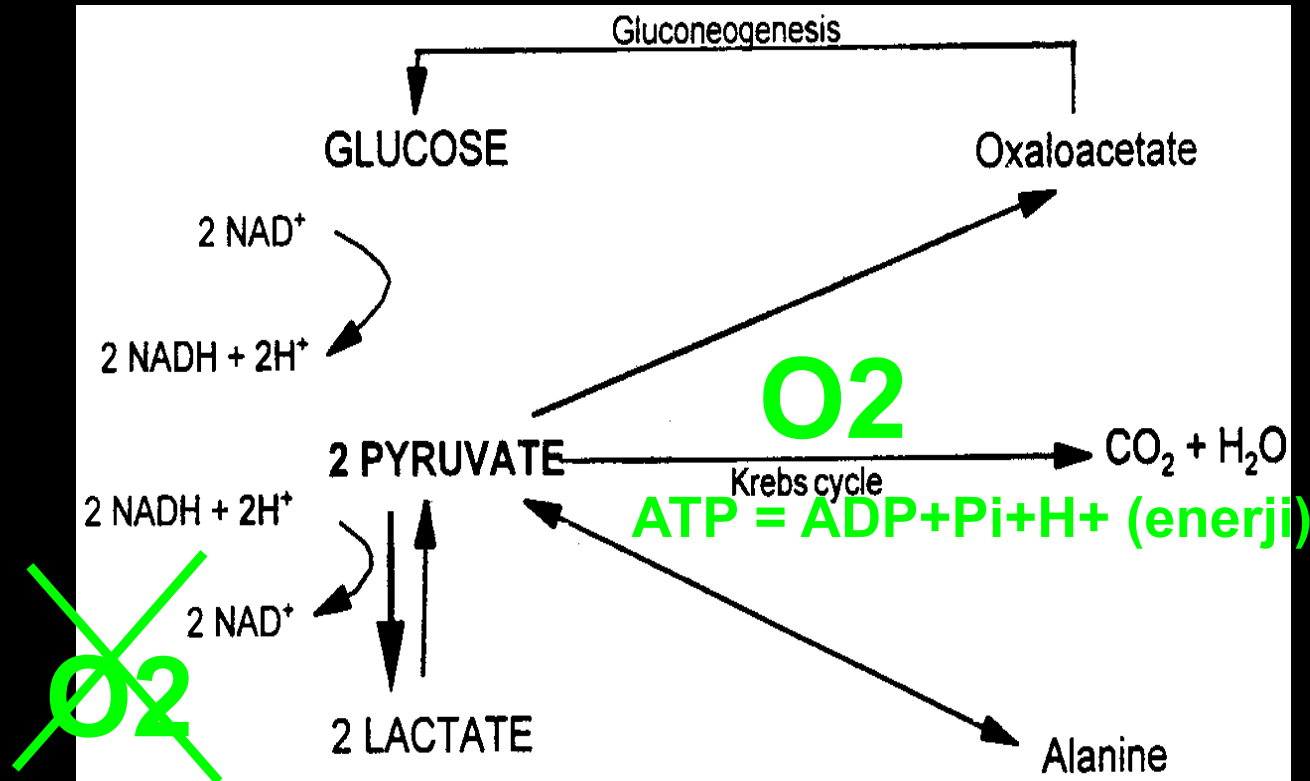 Gluconeogenesis
GLUCOSE
Oxaloacetate
2 NAD⁺
2 NADH + 2H⁺
O2
2 PYRUVATE
CO₂ + H₂O
Krebs cycle
2 NADH + 2H⁺
ATP = ADP+Pi+H+ (enerji)
2 NAD⁺
O2
2 LACTATE
Alanine